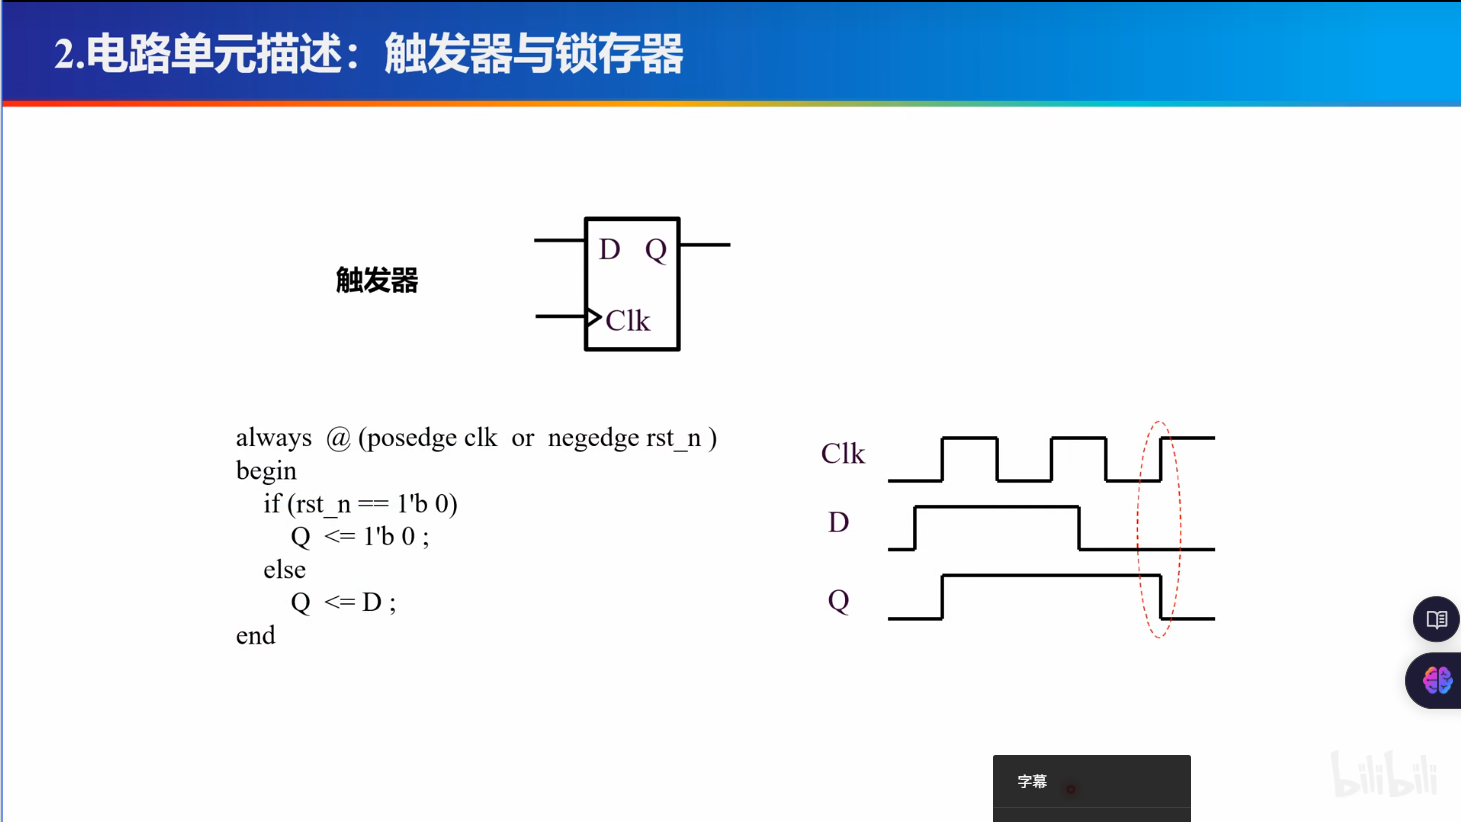 2.电路单元描述：触发器与锁存器
D Q
触发器
Clk
always @ (posedge clk or negedge rst_n )
begin
if (rst_n == 1'b 0)
Q <= 1'b 0 ;
else
Q <= D ;
end
Clk
D
Q
字幕
bilibili